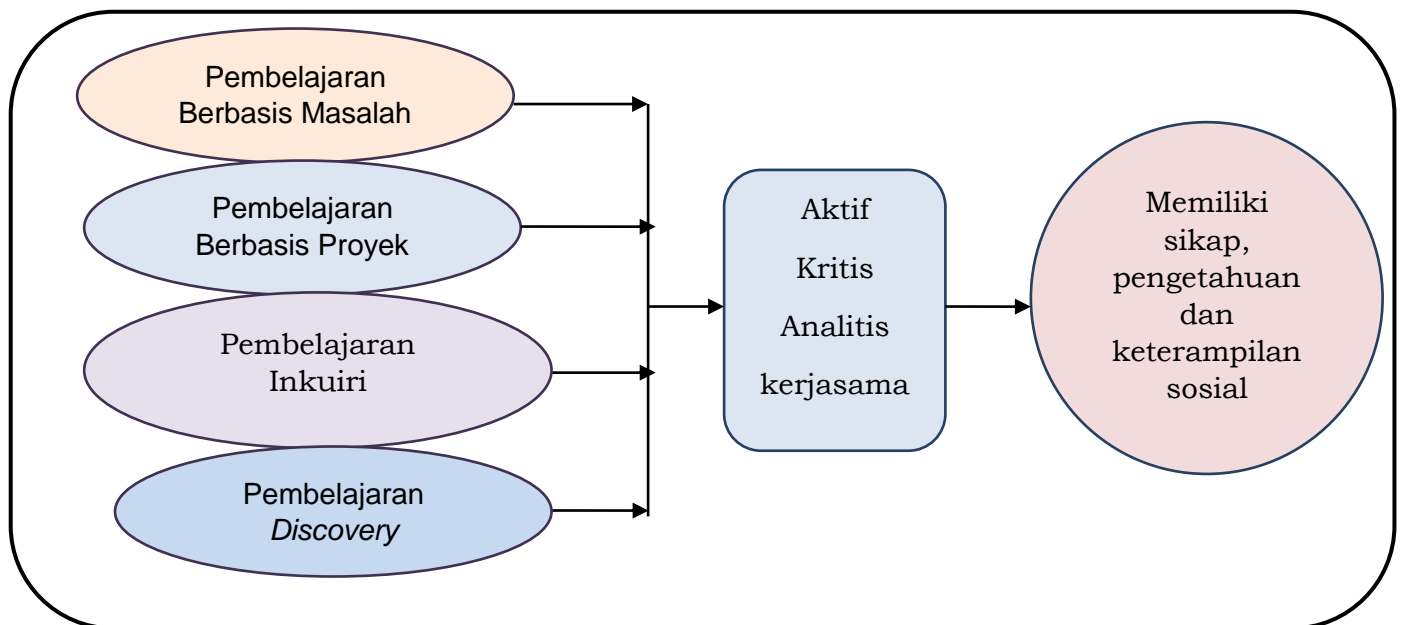 Pembelajaran
Berbasis Masalah
Pembelajaran
Berbasis Proyek
Pembelajaran
Inkuiri
Pembelajaran
Discovery
Aktif
Kritis
Analitis
kerjasama
Memiliki
sikap,
pengetahuan
dan
keterampilan
sosial